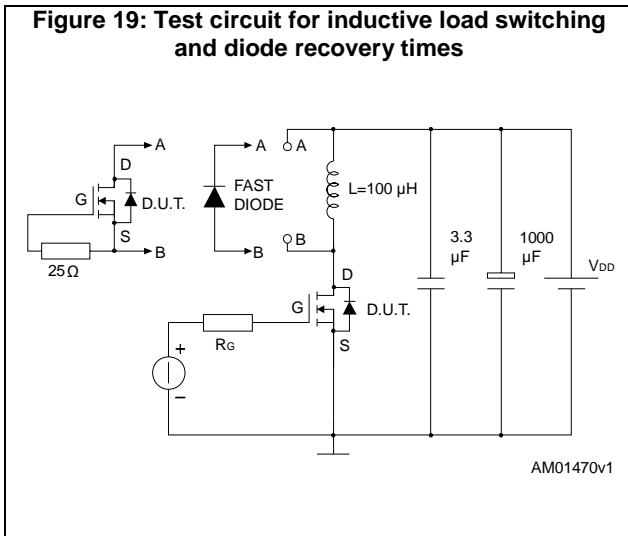 Figure 19: Test circuit for inductive load switching
and diode recovery times
A
D
G
D.U.T.
S
B
25Ω
A
FAST
DIODE
B
A
B
L=100 µH
D
G
D.U.T.
S
RG
+
−
3.3
µF
1000
µF
VDD
AM01470v1